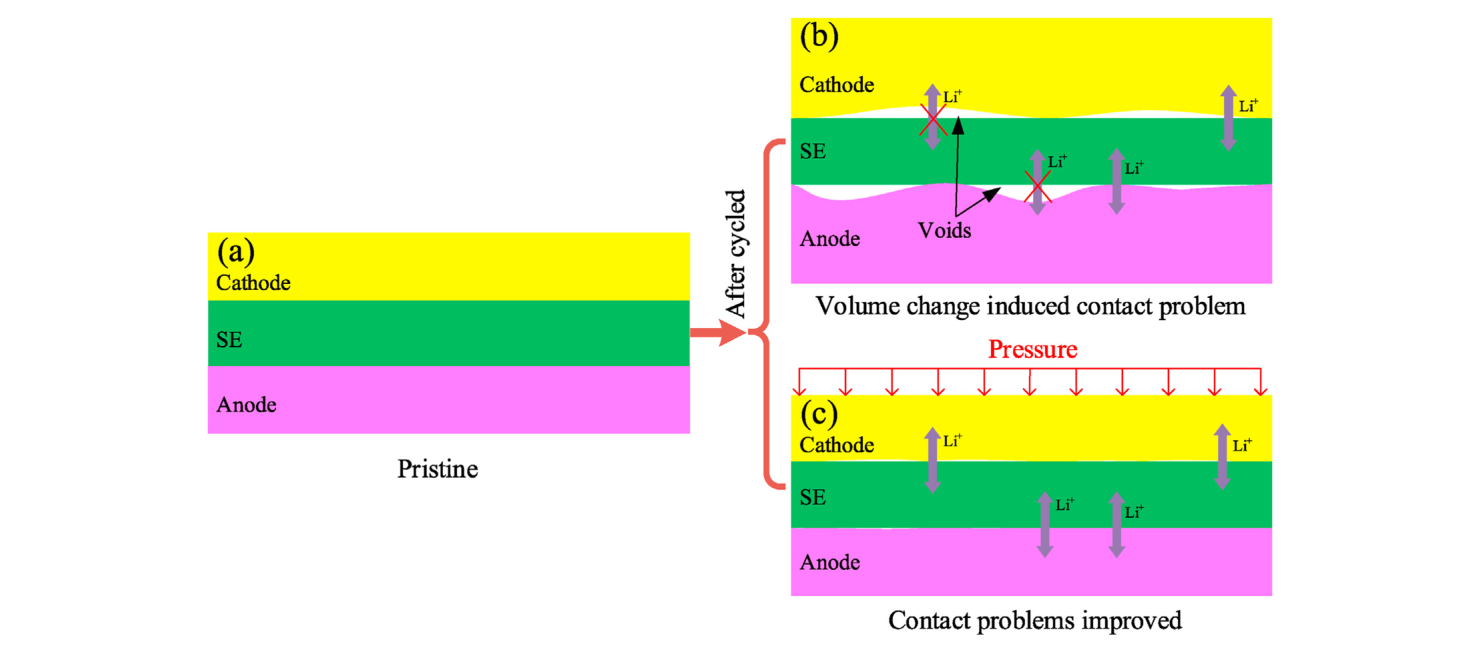 (a)
Cathode
SE
Anode
Pristine
After cycled
(b)
Cathode
Li⁺
Li⁺
SE
Li⁺
Li⁺
Voids
Anode
Volume change induced contact problem
Pressure
(c)
Cathode
Li⁺
Li⁺
SE
Li⁺
Li⁺
Anode
Contact problems improved